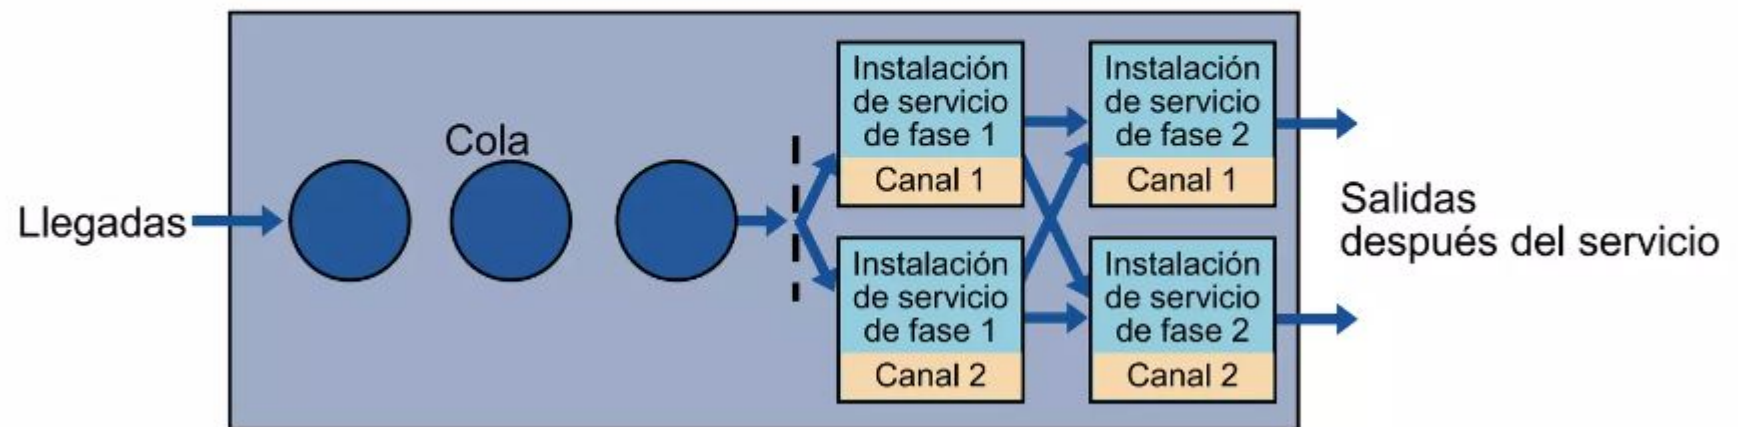 Llegadas
Cola
Instalación
de servicio
de fase 1
Canal 1
Instalación
de servicio
de fase 2
Canal 1
Instalación
de servicio
de fase 1
Canal 2
Instalación
de servicio
de fase 2
Canal 2
Salidas
después del servicio